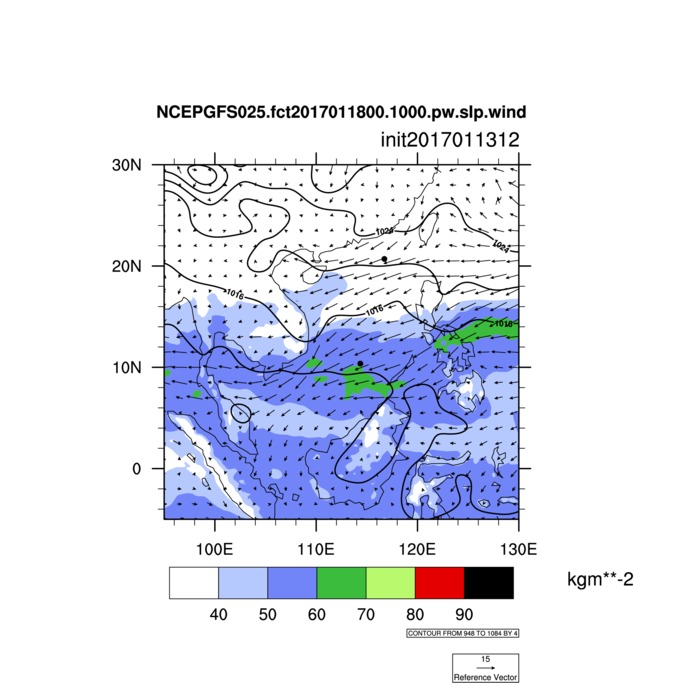 NCEPGFS025.fct2017011800.1000.pw.slp.wind
init2017011312
30N
20N
10N
0
100E 110E 120E 130E
1024
1016
1016
1016
40 50 60 70 80 90
kgm**-2
CONTOUR FROM 948 TO 1084 BY 4
15
Reference Vector